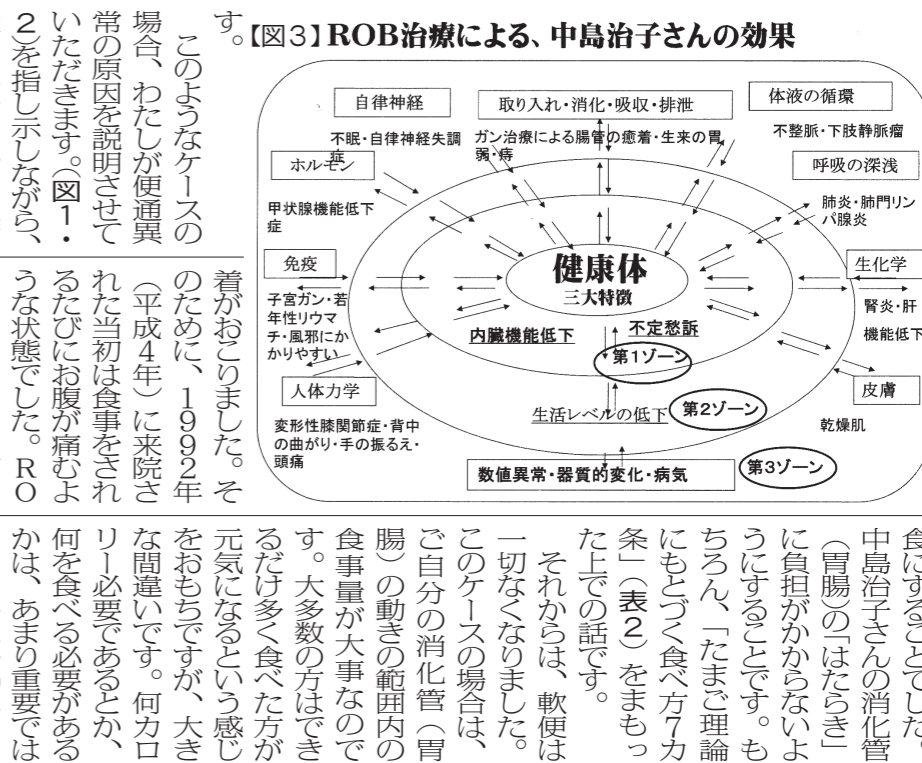 す。
このようなケースの
場合、わたしが便通異
常の原因を説明させて
いただきます。(図1・
2)を指し示しながら、
【図3】ROB治療による、中島治子さんの効果
自律神経
不眠・自律神経失調
症
取り入れ・消化・吸収・排泄
ガン治療による腸管の癒着・生来の胃
弱・痔
体液の循環
不整脈・下肢静脈瘤
ホルモン
甲状腺機能低下
症
呼吸の深浅
肺炎・肺門リン
パ腺炎
免疫
子宮ガン・若
年性リウマ
チ・風邪にか
かりやすい
生化学
腎炎・肝
機能低下
健康体
三大特徴
内臓機能低下
不定愁訴
第1ゾーン
人体力学
変形性膝関節症・背中
の曲がり・手の振るえ・
頭痛
生活レベルの低下
第2ゾーン
皮膚
乾燥肌
数値異常・器質的変化・病気
第3ゾーン
着がおこりました。そ
のために、1992年
(平成4年)に来院さ
れた当初は食事をされ
るたびにお腹が痛むよ
うな状態でした。RO
食にすることでした。
中島治子さんの消化管
(胃腸)の「はたらき」
に負担がかからないよ
うにすることです。も
ちろん、「たまご理論
にもとづく食べ方7カ
条」(表2)をまもっ
た上での話です。
それからは、軟便は
一切なくなりました。
このケースの場合は、
ご自分の消化管(胃
腸)の動きの範囲内の
食事量が大事なので
す。大多数の方はでき
るだけ多く食べた方が
元気になるという感じ
をおもちですが、大き
な間違いです。何カロ
リー必要であるとか、
何を食べる必要がある
かは、あまり重要では